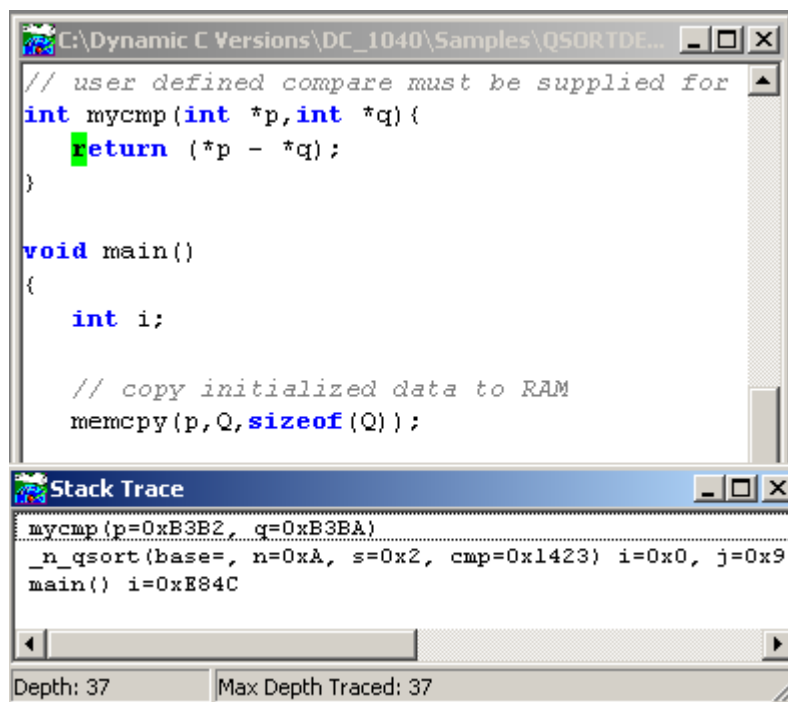 C:\Dynamic C Versions\DC_1040\Samples\QSORTDE...
// user defined compare must be supplied for
int mycmp(int *p,int *q){
   return (*p - *q);
}
void main()
{
   int i;
   // copy initialized data to RAM
   memcpy(p,Q,sizeof(Q));
Stack Trace
mycmp(p=0xB3B2, q=0xB3BA)
_n_qsort(base=, n=0xA, s=0x2, cmp=0x1423) i=0x0, j=0x9
main() i=0xE84C
Depth: 37
Max Depth Traced: 37